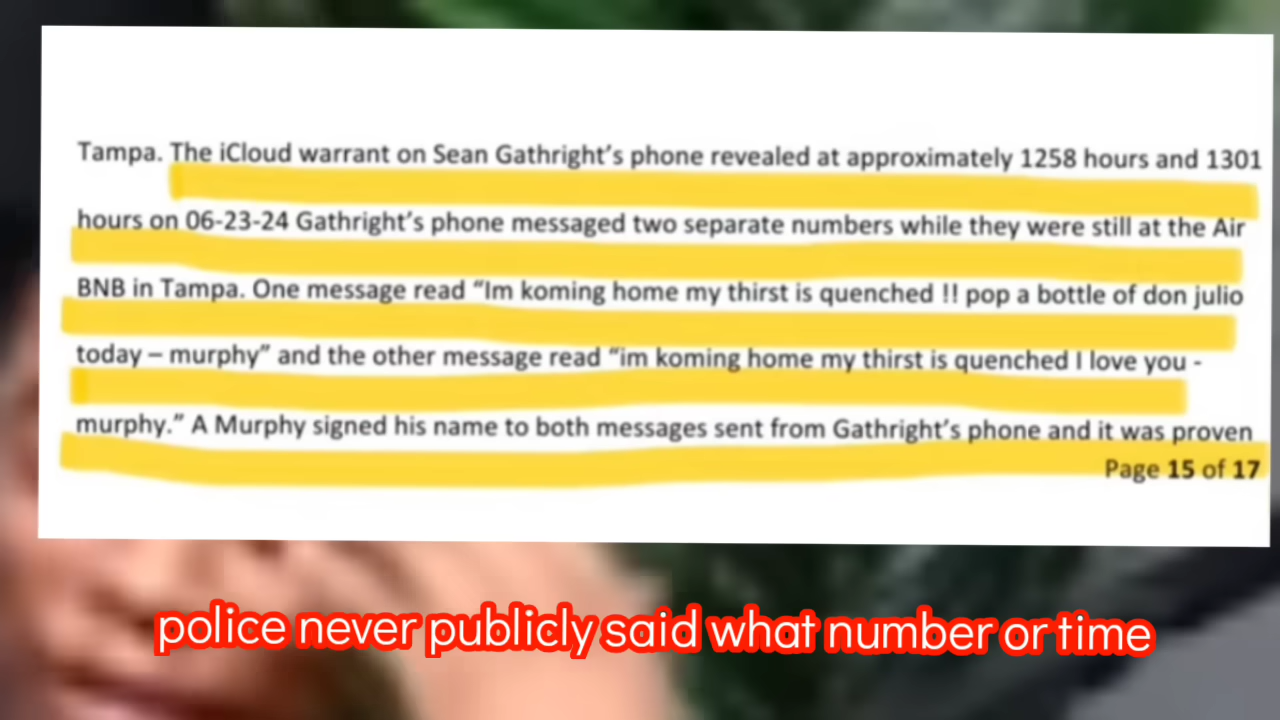 Tampa. The iCloud warrant on Sean Gathright’s phone revealed at approximately 1258 hours and 1301
hours on 06-23-24 Gathright’s phone messaged two separate numbers while they were still at the Air
BNB in Tampa. One message read “Im koming home my thirst is quenched !! pop a bottle of don julio
today – murphy” and the other message read “im koming home my thirst is quenched I love you -
murphy.” A Murphy signed his name to both messages sent from Gathright’s phone and it was proven
Page 15 of 17
police never publicly said what number or time